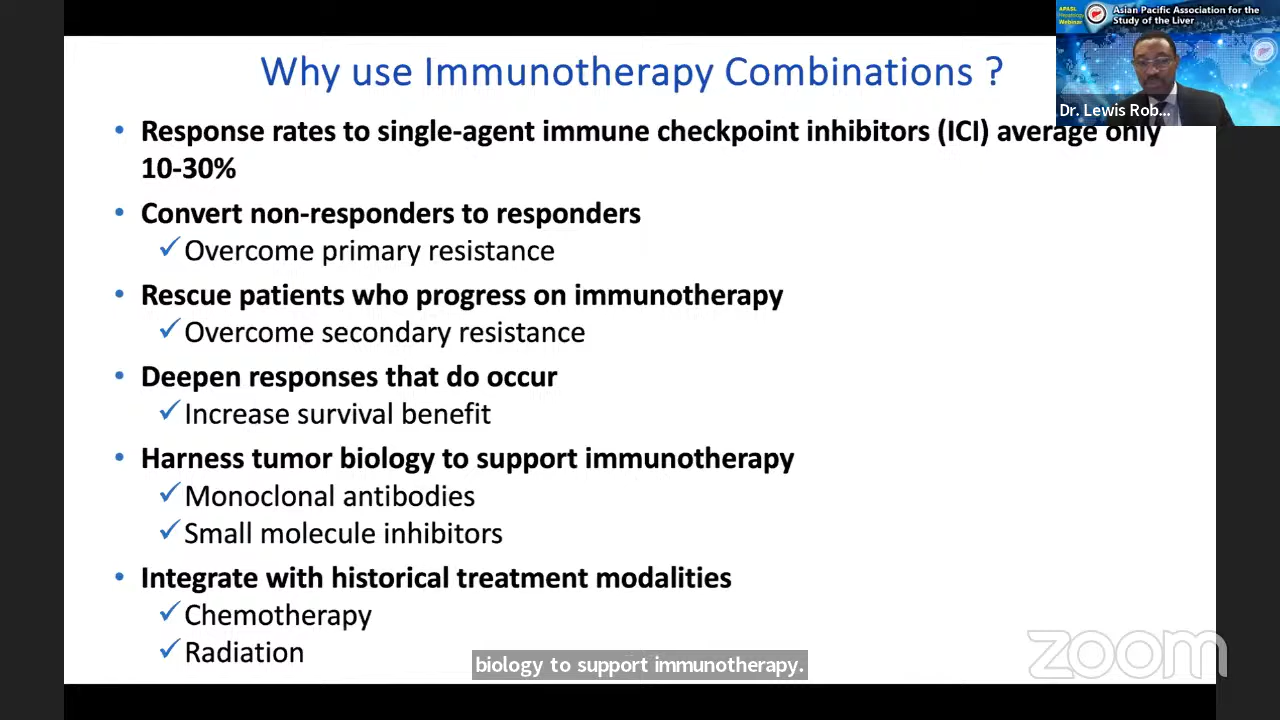 Why use Immunotherapy Combinations ?
• Response rates to single-agent immune checkpoint inhibitors (ICI) average only
10-30%
• Convert non-responders to responders
✓Overcome primary resistance
• Rescue patients who progress on immunotherapy
✓Overcome secondary resistance
• Deepen responses that do occur
✓Increase survival benefit
• Harness tumor biology to support immunotherapy
✓Monoclonal antibodies
✓Small molecule inhibitors
• Integrate with historical treatment modalities
✓Chemotherapy
✓Radiation
biology to support immunotherapy.
zoom
APASL
Hepatology
Webinar
Asian Pacific Association for the
Study of the Liver
Dr. Lewis Rob...